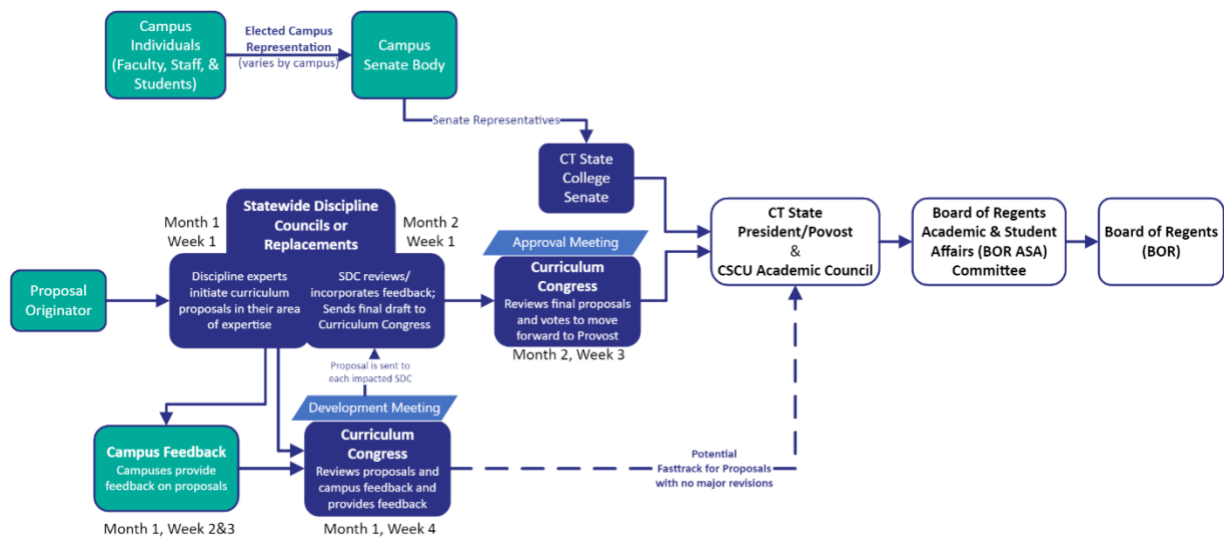 Campus
Individuals
(Faculty, Staff, &
Students)
Elected Campus
Representation
(varies by campus)
Campus
Senate Body
Senate Representatives
CT State
College
Senate
Month 1
Week 1
Statewide Discipline
Councils or
Replacements
Month 2
Week 1
Proposal
Originator
Discipline experts
initiate curriculum
proposals in their area
of expertise
SDC reviews/
incorporates feedback;
Sends final draft to
Curriculum Congress
Approval Meeting
Curriculum
Congress
Reviews final proposals
and votes to move
forward to Provost
Month 2, Week 3
CT State
President/Povost
&
CSCU Academic Council
Board of Regents
Academic & Student
Affairs (BOR ASA)
Committee
Board of Regents
(BOR)
Proposal is sent to
each impacted SDC
Development Meeting
Campus Feedback
Campuses provide
feedback on proposals
Month 1, Week 2&3
Curriculum
Congress
Reviews proposals and
campus feedback and
provides feedback
Month 1, Week 4
Potential
Fasttrack for Proposals
with no major revisions